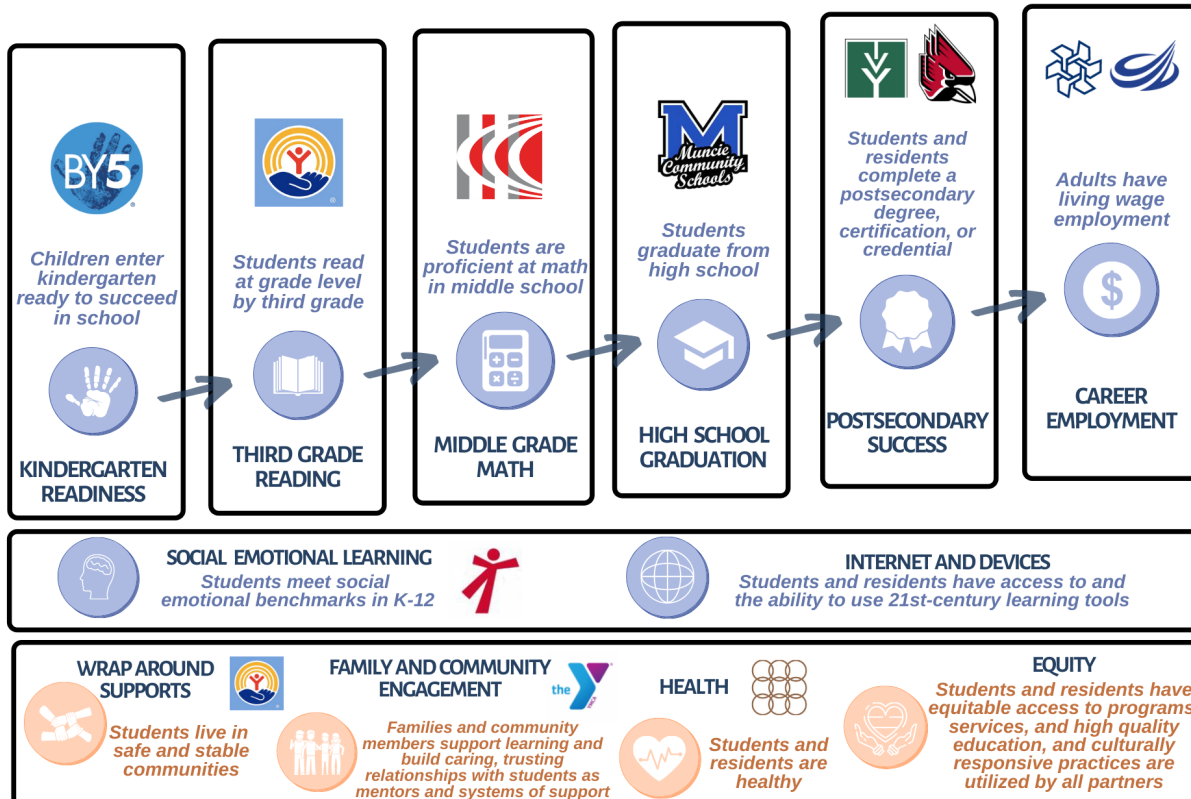 BY5
Children enter
kindergarten
ready to succeed
in school
KINDERGARTEN
READINESS
Students read
at grade level
by third grade
THIRD GRADE
READING
Students are
proficient at math
in middle school
MIDDLE GRADE
MATH
M
Muncie
Community
Schools
Students
graduate from
high school
HIGH SCHOOL
GRADUATION
Students and
residents
complete a
postsecondary
degree,
certification, or
credential
POSTSECONDARY
SUCCESS
Adults have
living wage
employment
$
CAREER
EMPLOYMENT
SOCIAL EMOTIONAL LEARNING
Students meet social
emotional benchmarks in K-12
INTERNET AND DEVICES
Students and residents have access to and
the ability to use 21st-century learning tools
WRAP AROUND
SUPPORTS
Students live in
safe and stable
communities
FAMILY AND COMMUNITY
ENGAGEMENT
the
YMCA
Families and community
members support learning and
build caring, trusting
relationships with students as
mentors and systems of support
HEALTH
Students and
residents are
healthy
EQUITY
Students and residents have
equitable access to programs
services, and high quality
education, and culturally
responsive practices are
utilized by all partners